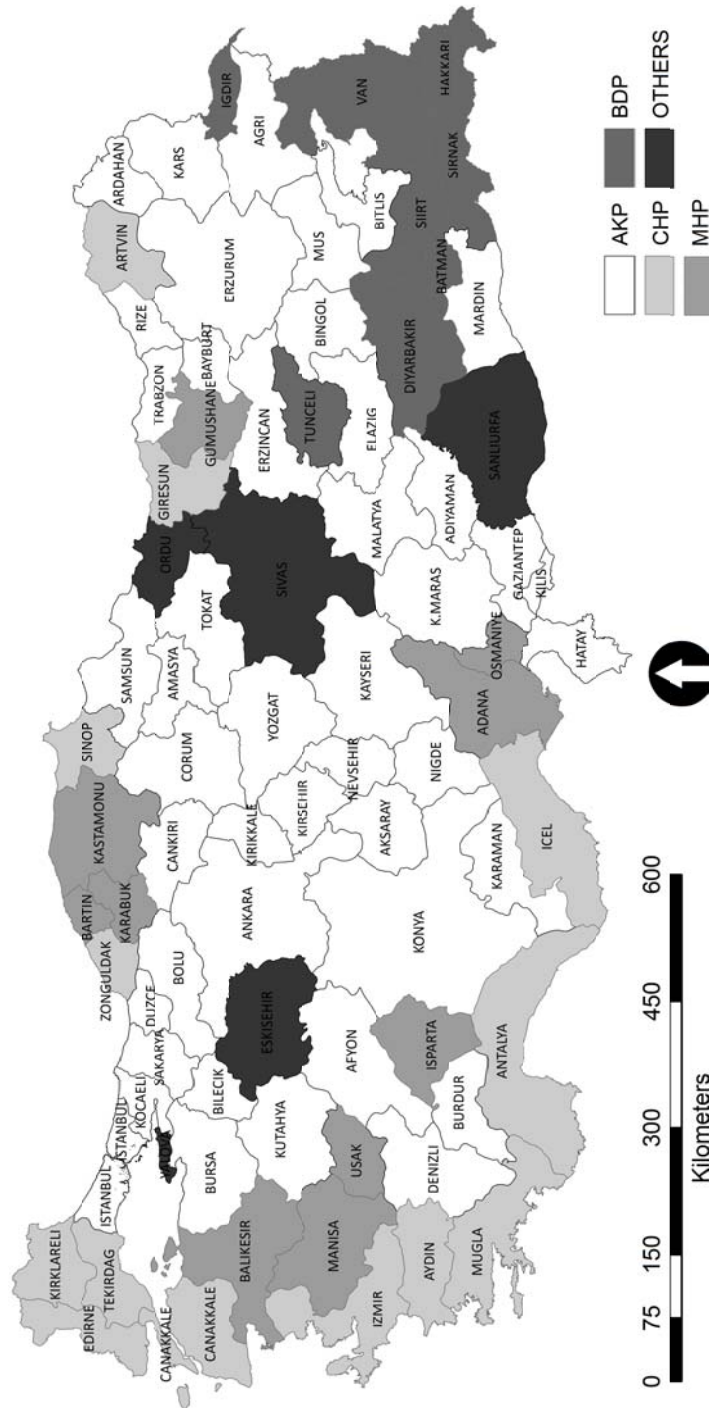 KIRKLARELI
EDIRNE
TEKIRDAG
ISTANBUL
ISTANBUL
KOCAELI
SAKARYA
DUZCE
ZONGULDAK
BARTIN
KARABUK
KASTAMONU
SINOP
SAMSUN
ORDU
GIRESUN
TRABZON
RIZE
ARTVIN
ARDAHAN
CANAKKALE
CANAKKALE
YALOVA
BURSA
BILECIK
BOLU
CANKIRI
CORUM
AMASYA
TOKAT
GUMUSHANE
BAYBURT
KARS
IGDIR
BALIKESIR
KUTAHYA
ESKISEHIR
ANKARA
KIRIKKALE
YOZGAT
SIVAS
ERZINCAN
ERZURUM
AGRI
MANISA
USAK
AFYON
KIRSEHIR
NEVSEHIR
KAYSERI
TUNCELI
BINGOL
MUS
IZMIR
AYDIN
DENIZLI
ISPARTA
BURDUR
KONYA
AKSARAY
NIGDE
K.MARAS
MALATYA
ELAZIG
DIYARBAKIR
BATMAN
SIIRT
BITLIS
VAN
MUGLA
ANTALYA
KARAMAN
ICEL
ADANA
OSMANIYE
HATAY
GAZIANTEP
KILIS
ADIYAMAN
SANLIURFA
MARDIN
SIRNAK
HAKKARI
AKP
CHP
MHP
BDP
OTHERS
0 75 150 300 450 600
Kilometers